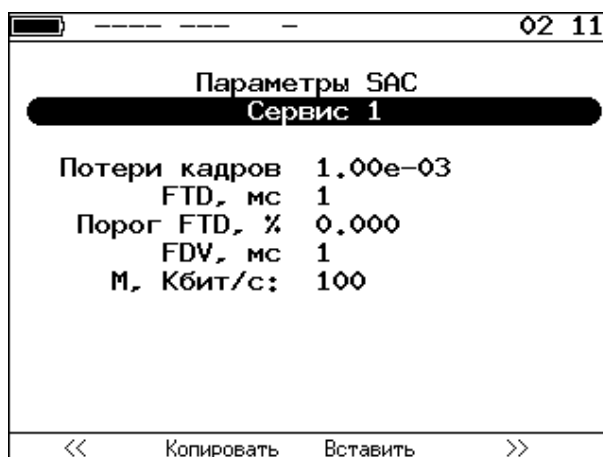 ---- --- - 02 11
Параметры SAC
Сервис 1
Потери кадров 1.00e-03
FTD, мс 1
Порог FTD, % 0.000
FDV, мс 1
М, Кбит/с: 100
<< Копировать Вставить >>